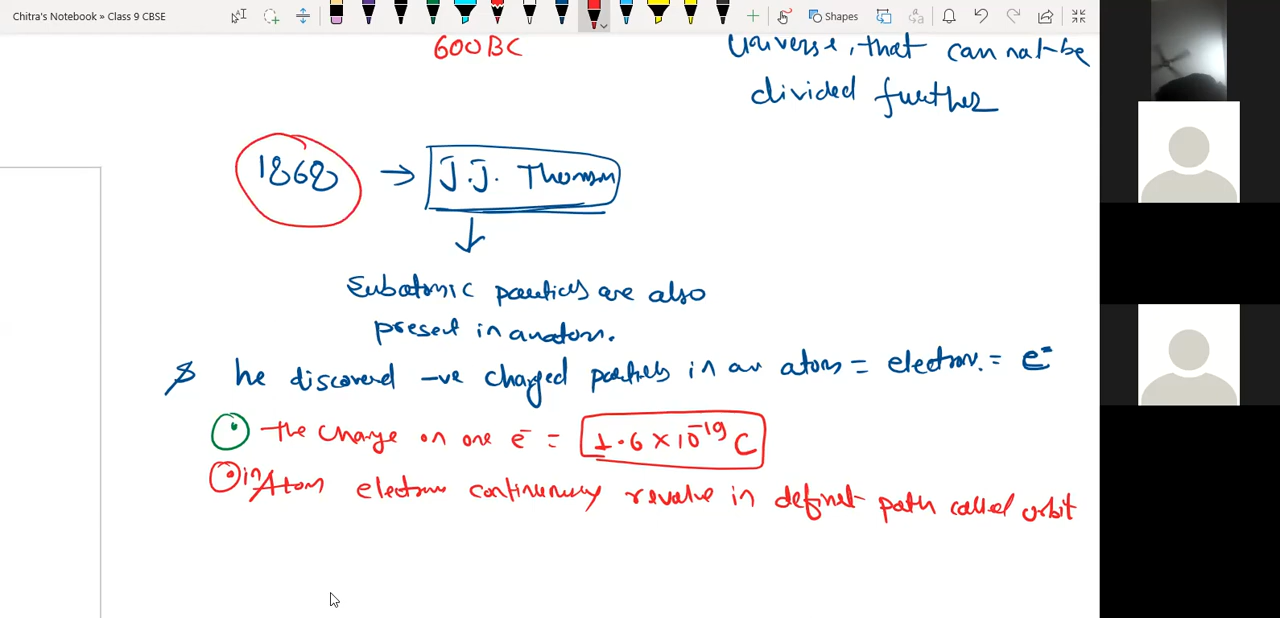 Chitra's Notebook » Class 9 CBSE
Shapes
600BC
Universe, that can not be
divided further
1868 → J.J. Thomson
Subatomic particles are also
present in an atom.
he discovered -ve charged particles in an atom = electron. = e⁻
the charge on one e⁻ = 1.6 × 10⁻¹⁹ C
in Atom electron continuously revolve in definet path called orbit